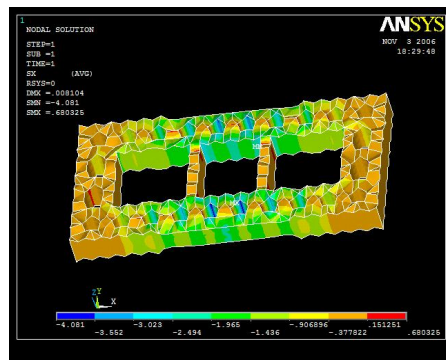 1
ANSYS
NODAL SOLUTION
NOV 3 2006
18:29:48
STEP=1
SUB =1
TIME=1
SX (AVG)
RSYS=0
DMX =.008104
SMN =-4.081
SMX =.680325
MX
MN
Z Y X
-4.081 -3.023 -1.965 -.906896 .151251
-3.552 -2.494 -1.436 -.377822 .680325